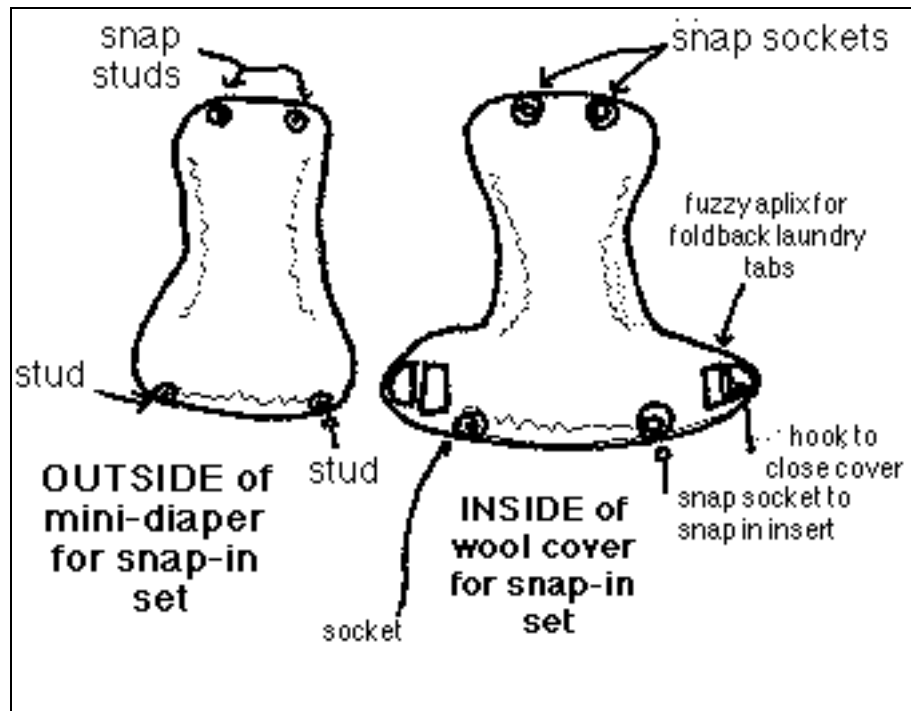 snap
studs
snap sockets
fuzzy aplix for
foldback laundry
tabs
stud
stud
hook to
close cover
snap socket to
snap in insert
socket
OUTSIDE of
mini-diaper
for snap-in
set
INSIDE of
wool cover
for snap-in
set